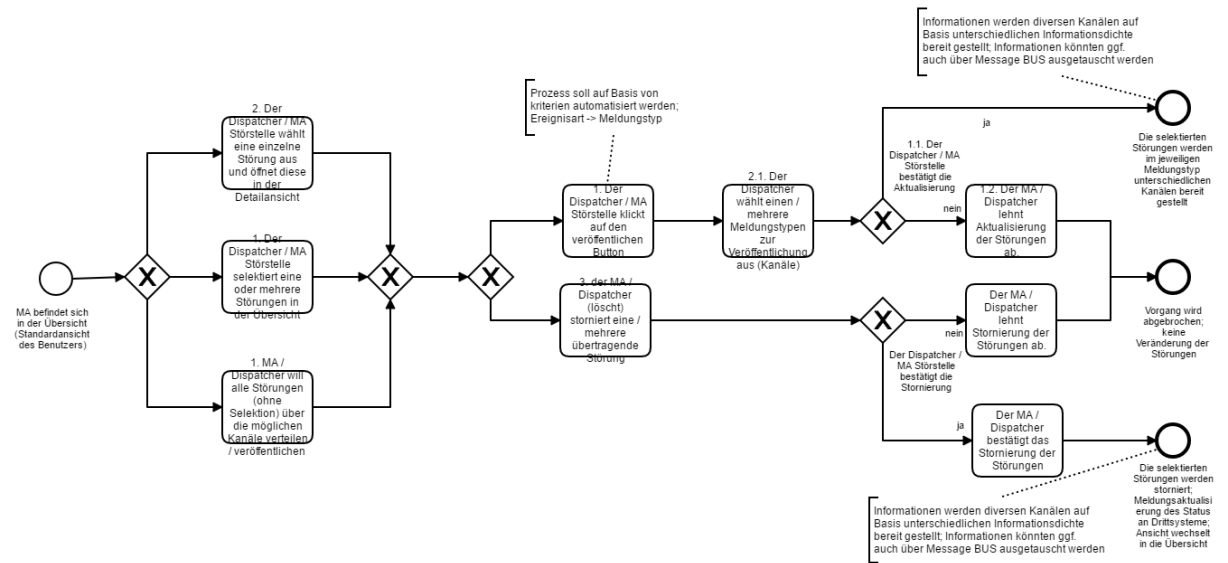 Informationen werden diversen Kanälen auf
Basis unterschiedlichen Informationsdichte
bereit gestellt; Informationen könnten ggf.
auch über Message BUS ausgetauscht werden
Prozess soll auf Basis von
kriterien automatisiert werden;
Ereignisart -> Meldungstyp
2. Der
Dispatcher / MA
Störstelle wählt
eine einzelne
Störung aus
und öffnet diese
in der
Detailansicht
ja
Die selektierten
Störungen werden
im jeweiligen
Meldungstyp
unterschiedlichen
Kanälen bereit
gestellt
1.1. Der
Dispatcher / MA
Störstelle
bestätigt die
Aktualisierung
1. Der
Dispatcher / MA
Störstelle klickt
auf den
veröffentlichen
Button
2.1. Der
Dispatcher
wählt einen /
mehrere
Meldungstypen
zur
Veröffentlichung
aus (Kanäle)
nein
1.2. Der MA /
Dispatcher
lehnt
Aktualisierung
der Störungen
ab.
MA befindet sich
in der Übersicht
(Standardansicht
des Benutzers)
1. Der
Dispatcher / MA
Störstelle
selektiert eine
oder mehrere
Störungen in
der Übersicht
3. der MA /
Dispatcher
(löscht)
storniert eine /
mehrere
übertragende
Störung
nein
Der MA /
Dispatcher
lehnt
Stornierung der
Störungen ab.
Vorgang wird
abgebrochen;
keine
Veränderung der
Störungen
Der Dispatcher /
MA Störstelle
bestätigt die
Stornierung
1. MA /
Dispatcher will
alle Störungen
(ohne
Selektion) über
die möglichen
Kanäle verteilen
/ veröffentlichen
ja
Der MA /
Dispatcher
bestätigt das
Stornierung der
Störungen
Die selektierten
Störungen werden
storniert;
Meldungsaktualisi
erung des Status
an Drittsysteme;
Ansicht wechselt
in die Übersicht
Informationen werden diversen Kanälen auf
Basis unterschiedlichen Informationsdichte
bereit gestellt; Informationen könnten ggf.
auch über Message BUS ausgetauscht werden